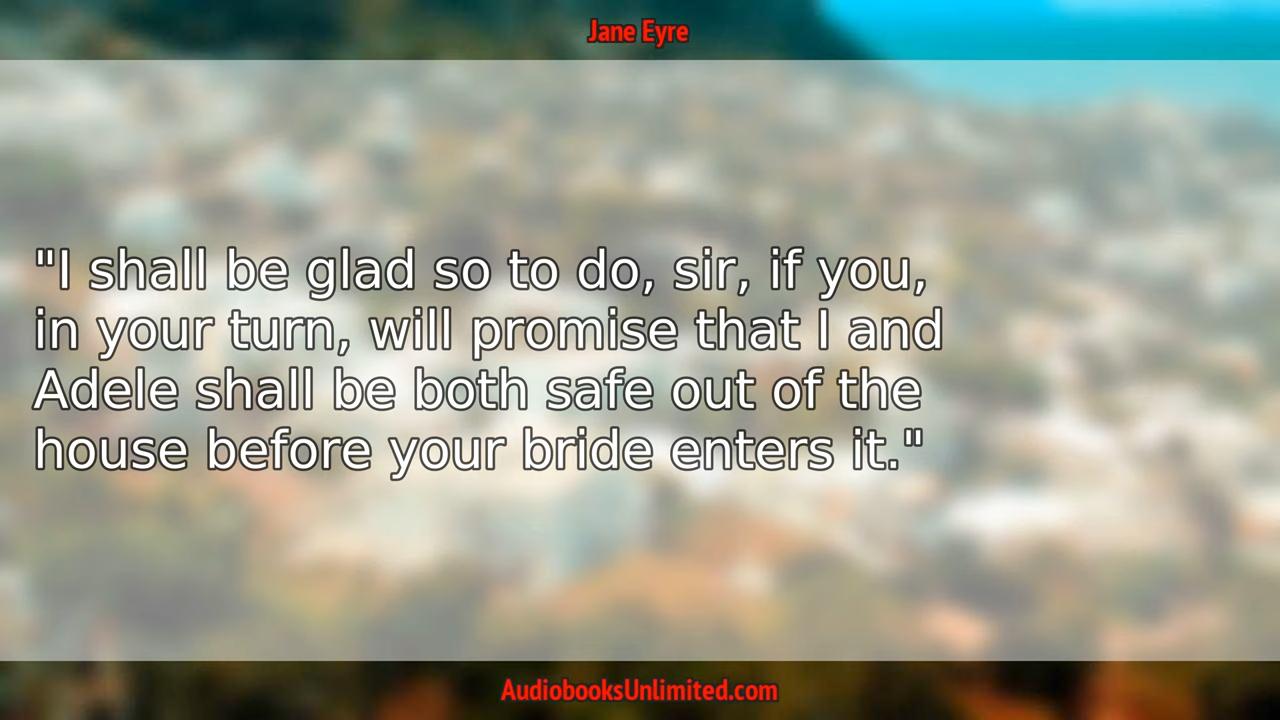 Jane Eyre
"I shall be glad so to do, sir, if you,
in your turn, will promise that I and
Adele shall be both safe out of the
house before your bride enters it."
AudiobooksUnlimited.com